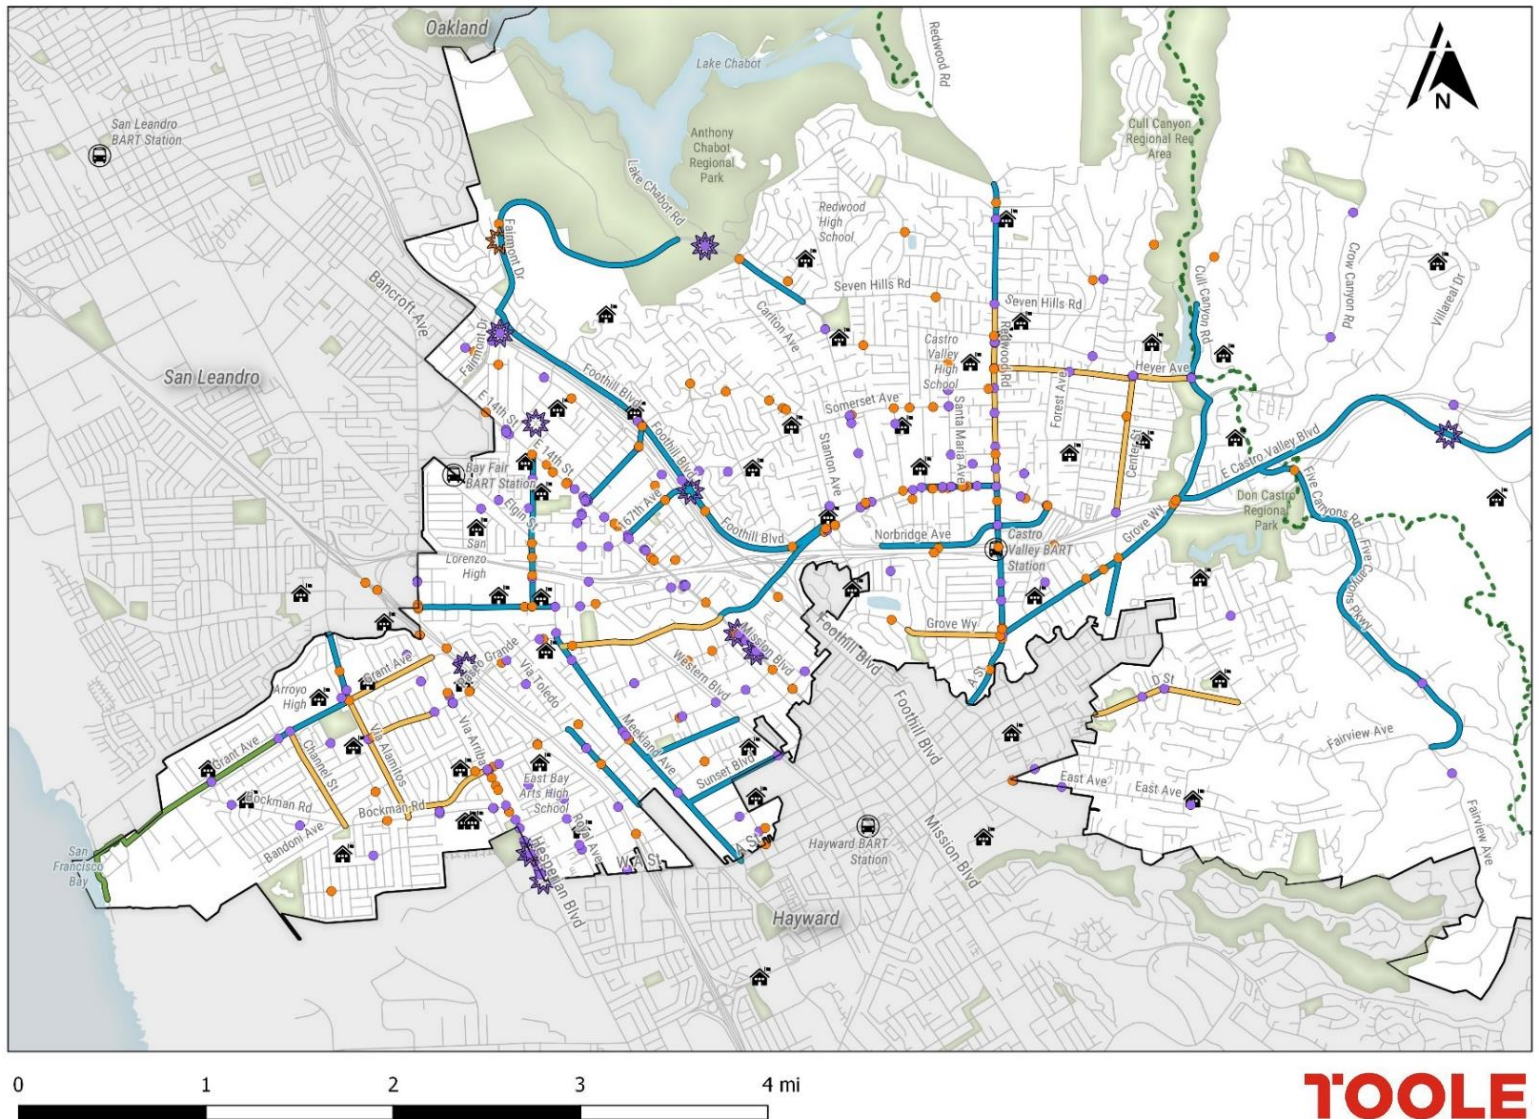 Oakland
Lake Chabot
Redwood Rd
N
San Leandro
BART Station
Anthony
Chabot
Regional
Park
Cull Canyon
Regional Rec
Area
Lake Chabot Rd
Redwood
High
School
Fairmont Dr
Crow Canyon Rd
Villareal Dr
Bancroft Ave
Seven Hills Rd
Seven Hills Rd
Cull Canyon Rd
Carlton Ave
Fairmont Dr
San Leandro
Castro
Valley
High
School
Redwood Rd
Heyer Ave
Foothill Blvd
E 14th St
Somerset Ave
Santa Maria Ave
Forest Ave
Center St
E 14th St
Foothill Blvd
Stanton Ave
E Castro Valley Blvd
Bay Fair
BART Station
Elgin St
167th Ave
Foothill Blvd
Norbridge Ave
Castro
Valley BART
Station
Grove Wy
Don Castro
Regional
Park
Five Canyons Rd
Five Canyons Pkwy
San
Lorenzo
High
Grove Wy
Foothill Blvd
Mission Blvd
Grant Ave
Paseo Grande
Via Toledo
Western Blvd
A St
D St
Arroyo
High
Grant Ave
Channel St
Via Alamitos
Via Arriba
Meekland Ave
Foothill Blvd
Fairview Ave
Sunset Blvd
East Bay
Arts High
School
East Ave
East Ave
Bockman Rd
Bockman Rd
Bandoni Ave
Royal Ave
Hesperian Blvd
W A St
A St
Hayward BART
Station
Mission Blvd
Fairview Ave
San
Francisco
Bay
Hayward
0 1 2 3 4 mi
TOOLE